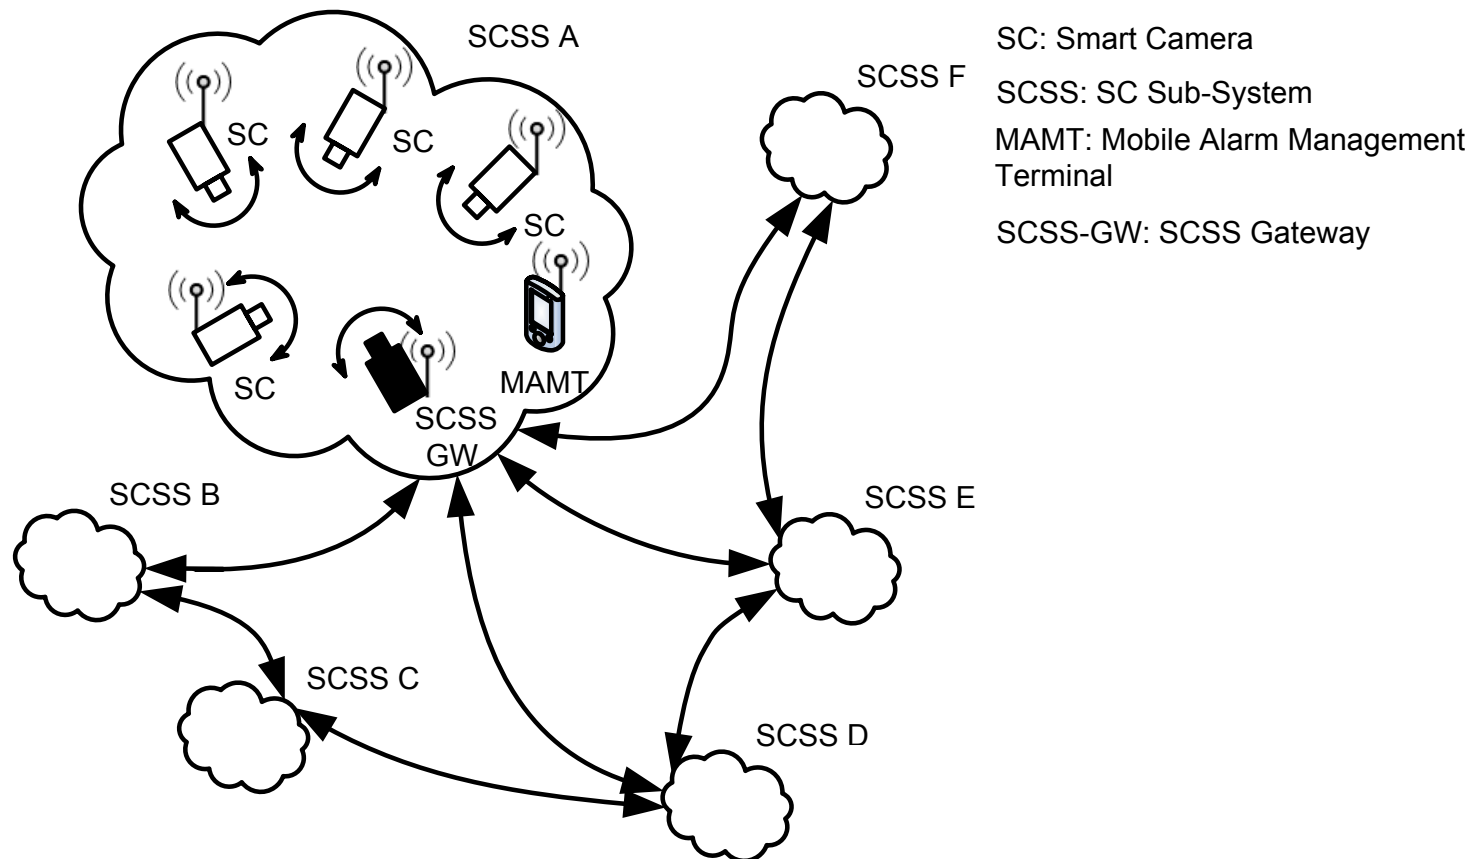 SCSS A
SC: Smart Camera
SCSS F
SCSS: SC Sub-System
SC
SC
MAMT: Mobile Alarm Management
Terminal
SC
SCSS-GW: SCSS Gateway
SC
MAMT
SCSS
GW
SCSS B
SCSS E
SCSS C
SCSS D